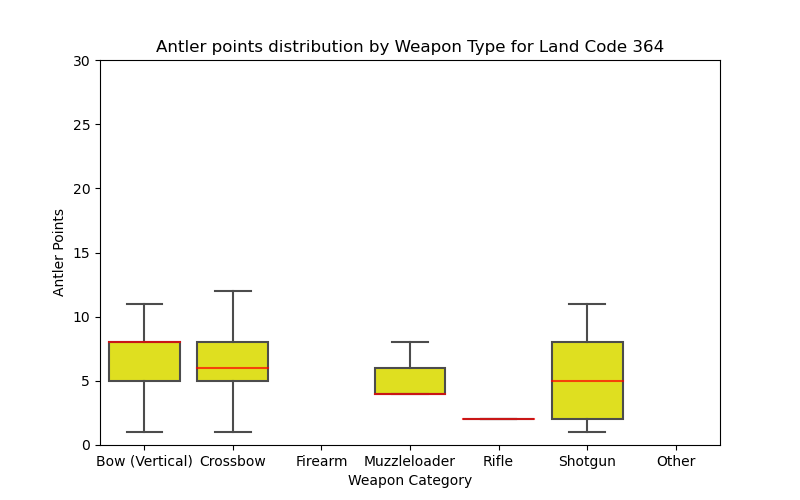 Antler points distribution by Weapon Type for Land Code 364
30
25
20
15
10
5
0
Antler Points
Bow (Vertical) Crossbow Firearm Muzzleloader Rifle Shotgun Other
Weapon Category